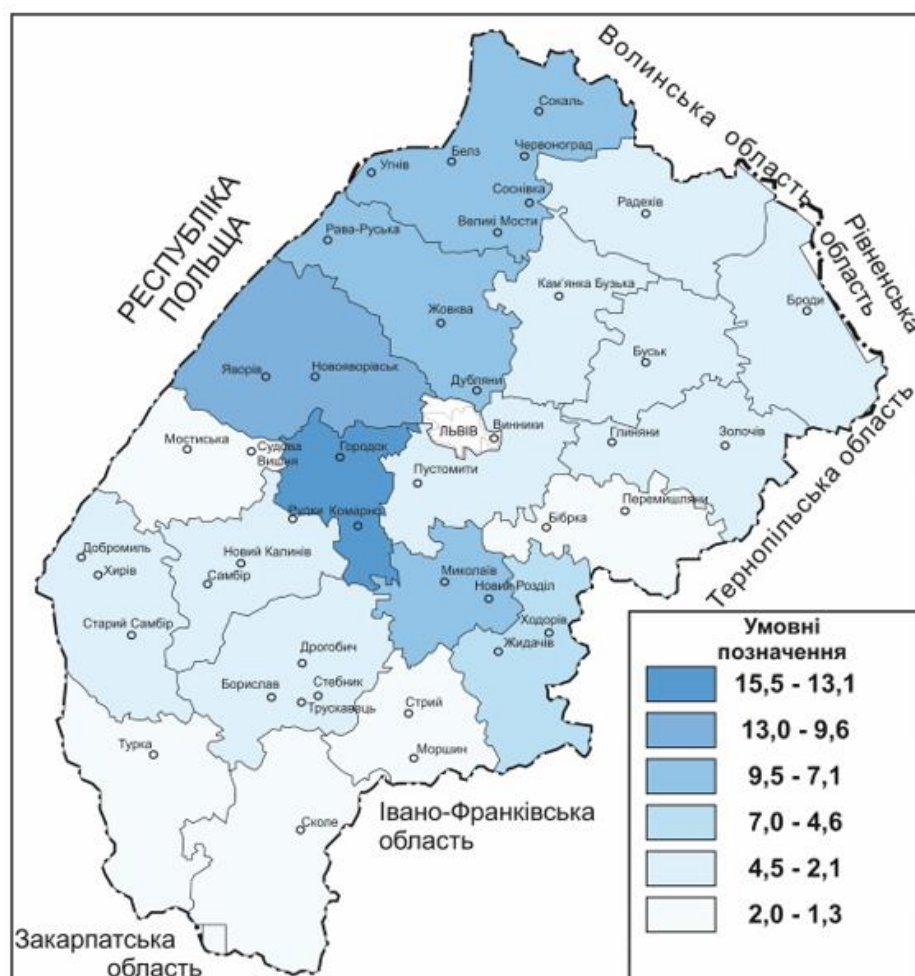 Волинська область
Рівненська
область
РЕСПУБЛІКА
ПОЛЬЩА
Сокаль
Белз
Червоноград
Угнів
Соснівка
Великі Мости
Радехів
Рава-Руська
Кам'янка Бузька
Броди
Жовква
Буськ
Яворів
Новояворівськ
Дубляни
ЛЬВІВ
Винники
Глиняни
Золочів
Мостиська
Судова
Вишня
Городок
Пустомити
Перемишляни
Бібрка
Рудки
Комарно
Тернопільська область
Добромиль
Хирів
Новий Калинів
Самбір
Миколаїв
Новий Розділ
Старий Самбір
Ходорів
Жидачів
Дрогобич
Борислав
Стебник
Трускавець
Стрий
Турка
Моршин
Сколе
Івано-Франківська
область
Закарпатська
область
Умовні
позначення
15,5 - 13,1
13,0 - 9,6
9,5 - 7,1
7,0 - 4,6
4,5 - 2,1
2,0 - 1,3